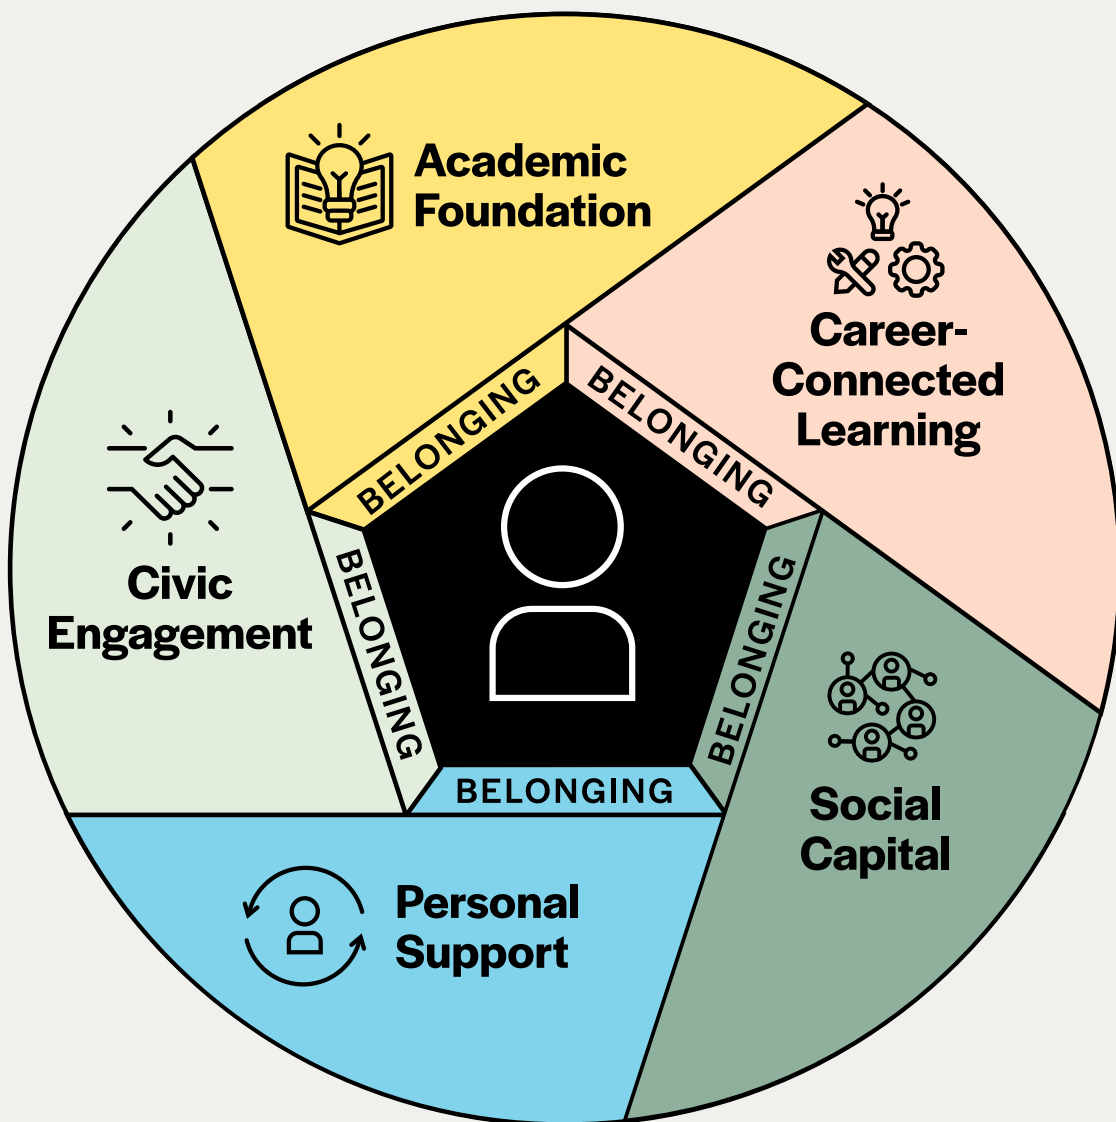 Academic
Foundation
Career-
Connected
Learning
BELONGING
BELONGING
Civic
Engagement
BELONGING
BELONGING
BELONGING
Social
Capital
Personal
Support